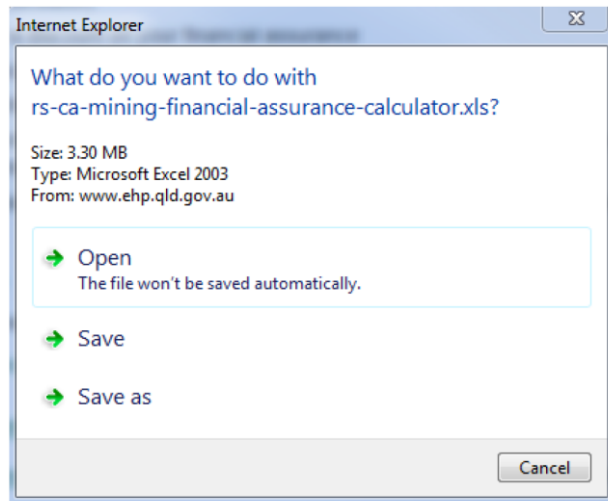 Internet Explorer
What do you want to do with
rs-ca-mining-financial-assurance-calculator.xls?
Size: 3.30 MB
Type: Microsoft Excel 2003
From: www.ehp.qld.gov.au
Open
The file won't be saved automatically.
Save
Save as
Cancel